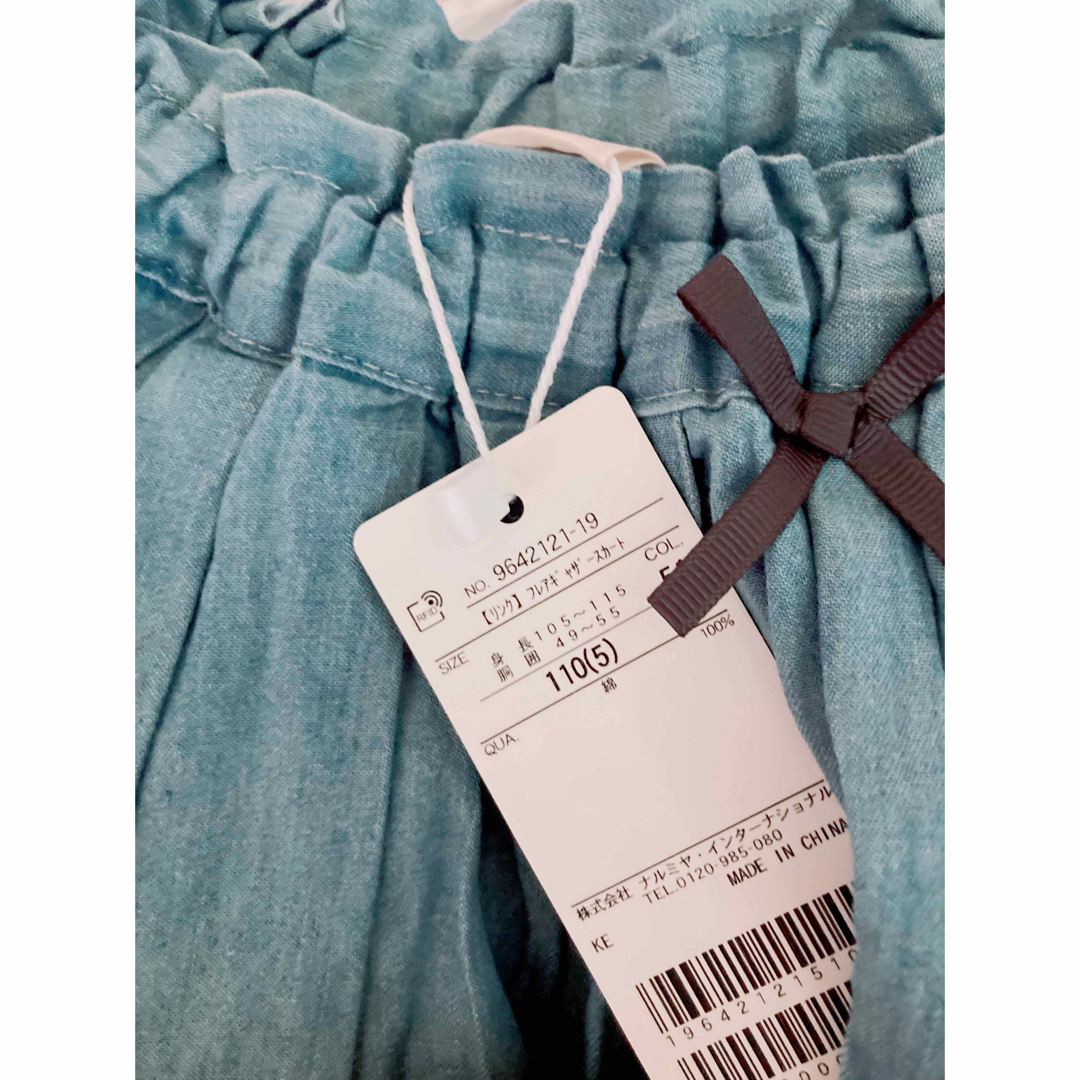 RFID
NO. 9642121-19
【リンク】フレアギャザースカート
SIZE
COL.
身長105~115
胴囲 49~55
110(5)
QUA.
綿 100%
株式会社 ナルミヤ・インターナショナル
TEL.0120-985-080
MADE IN CHINA
KE
19642121510